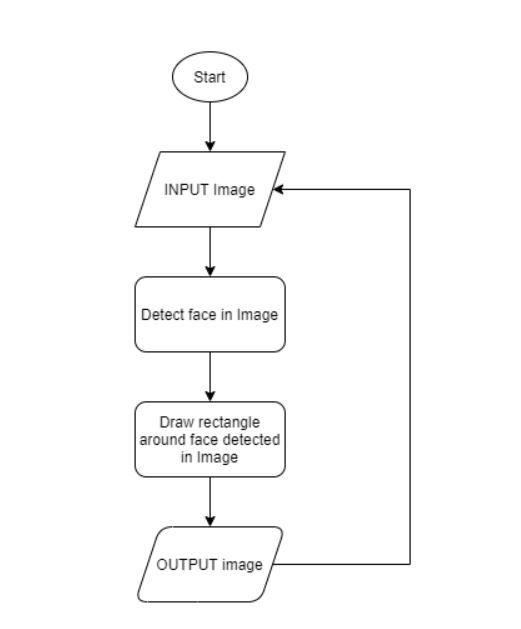 Start
INPUT Image
Detect face in Image
Draw rectangle
around face detected
in Image
OUTPUT image